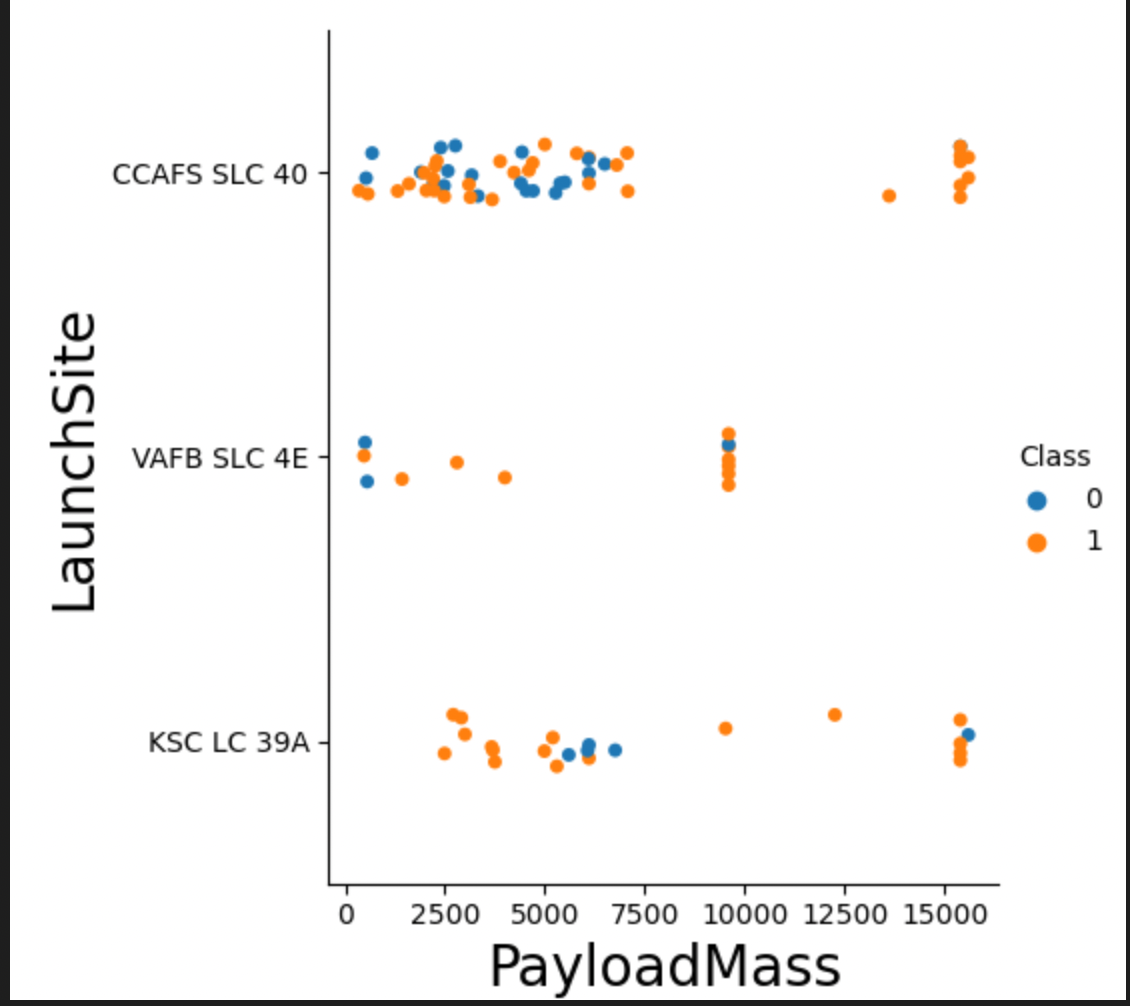 CCAFS SLC 40
VAFB SLC 4E
KSC LC 39A
LaunchSite
0 2500 5000 7500 10000 12500 15000
PayloadMass
Class
0
1